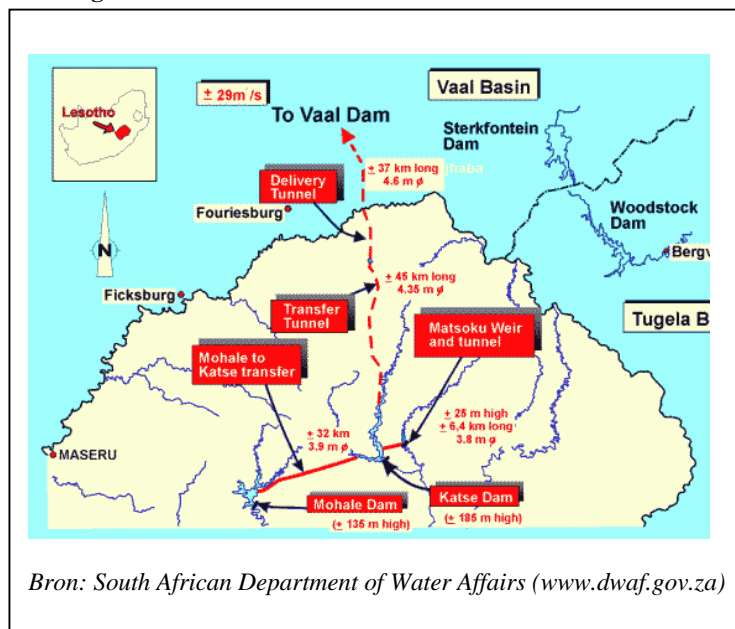 Lesotho
± 29m³/s
To Vaal Dam
Vaal Basin
Sterkfontein
Dam
± 37 km long
4.6 m ø
Delivery
Tunnel
Fouriesburg
Woodstock
Dam
Bergv
N
Ficksburg
± 45 km long
4.35 m ø
Transfer
Tunnel
Matsoku Weir
and tunnel
Tugela B
Mohale to
Katse transfer
± 25 m high
± 6,4 km long
3.8 m ø
± 32 km
3.9 m ø
MASERU
Mohale Dam
(± 135 m high)
Katse Dam
(± 185 m high)
Bron: South African Department of Water Affairs (www.dwaf.gov.za)